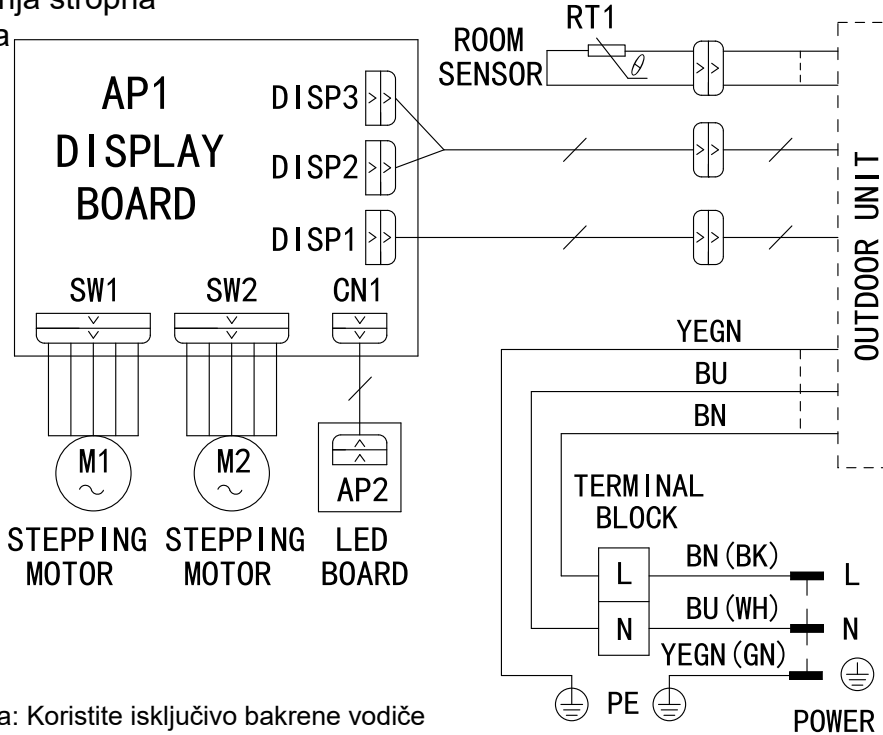 stropna
AP1
DISPLAY
BOARD
DISP3
DISP2
DISP1
SW1
SW2
CN1
M1
M2
AP2
STEPPING
MOTOR
STEPPING
MOTOR
LED
BOARD
ROOM
SENSOR
RT1
θ
OUTDOOR UNIT
YEGN
BU
BN
TERMINAL
BLOCK
L
N
BN(BK)
BU(WH)
YEGN(GN)
L
N
PE
POWER
Koristite isključivo bakrene vodiče